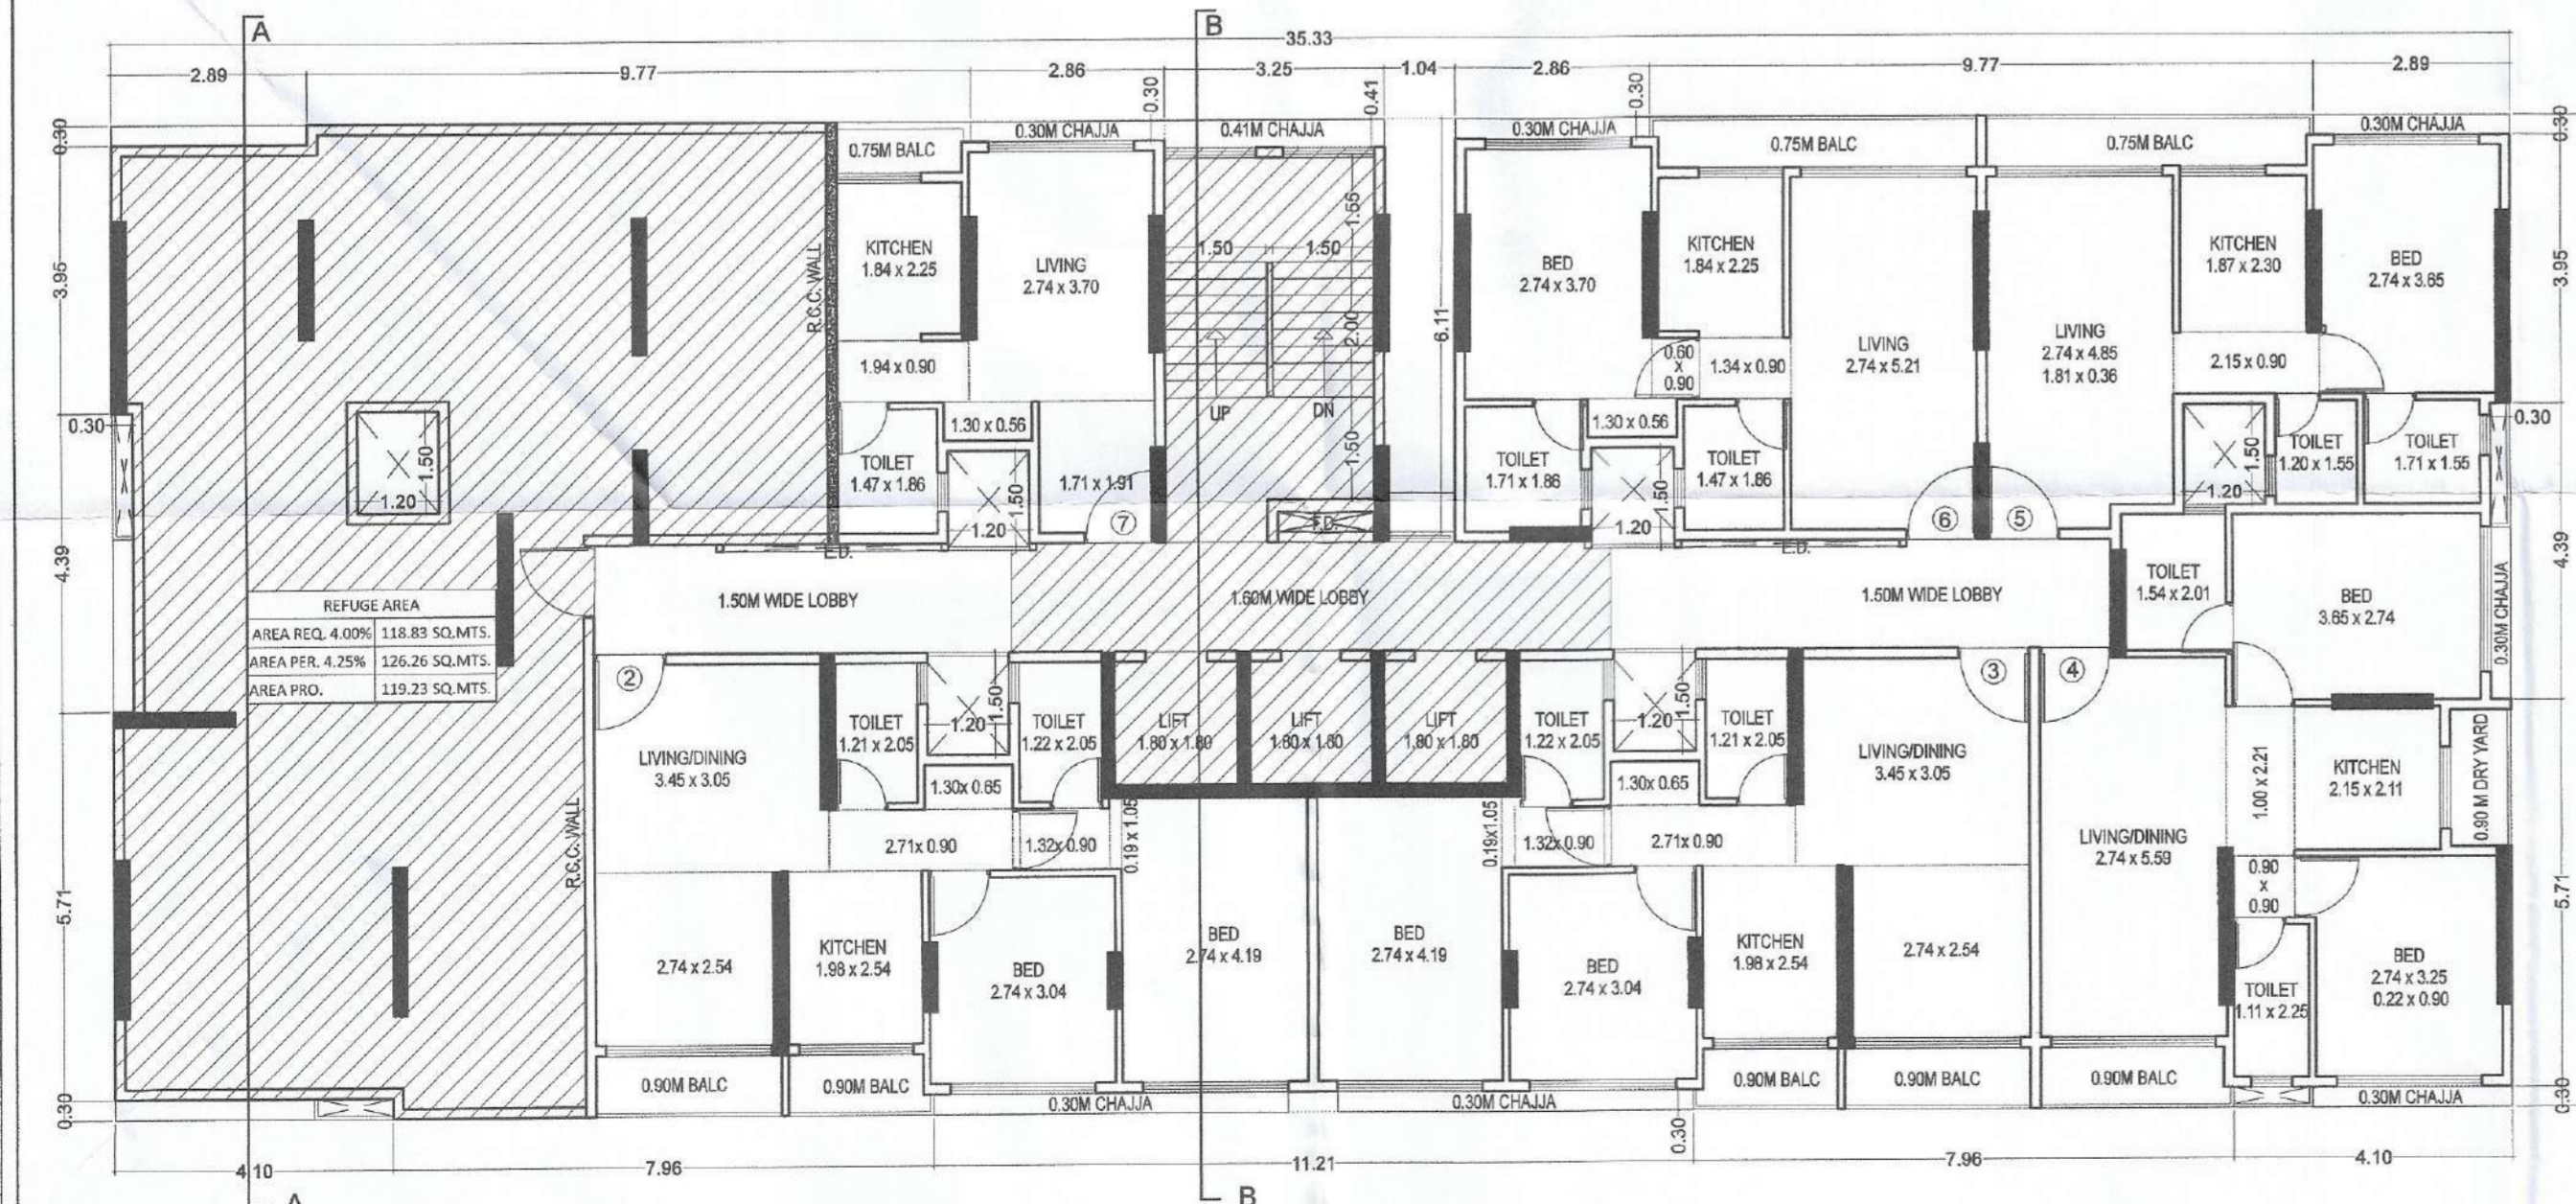 A
B
35.33
2.89
9.77
2.86
3.25
1.04
2.86
9.77
2.89
0.30
0.41
0.30
0.30
0.30M CHAJJA
0.41M CHAJJA
0.30M CHAJJA
0.75M BALC
0.75M BALC
0.75M BALC
0.30M CHAJJA
0.30
3.95
R.C.C. WALL
KITCHEN
1.84 x 2.25
LIVING
2.74 x 3.70
1.50
1.50
1.55
2.00
6.11
BED
2.74 x 3.70
KITCHEN
1.84 x 2.25
LIVING
2.74 x 5.21
LIVING
2.74 x 4.85
1.81 x 0.36
KITCHEN
1.87 x 2.30
BED
2.74 x 3.65
3.95
1.94 x 0.90
0.60
X
0.90
1.34 x 0.90
2.15 x 0.90
UP
DN
0.30
1.50
1.20
1.30 x 0.56
TOILET
1.47 x 1.86
1.50
1.20
1.71 x 1.91
⑦
1.50
F.D.
TOILET
1.71 x 1.86
1.30 x 0.56
1.50
1.20
TOILET
1.47 x 1.86
⑥
⑤
1.50
1.20
TOILET
1.20 x 1.55
TOILET
1.71 x 1.55
0.30
4.39
E.D.
E.D.
1.50M WIDE LOBBY
1.60M WIDE LOBBY
1.50M WIDE LOBBY
TOILET
1.54 x 2.01
BED
3.65 x 2.74
0.30M CHAJJA
4.39
REFUGE AREA
AREA REQ. 4.00% 118.83 SQ.MTS.
AREA PER. 4.25% 126.26 SQ.MTS.
AREA PRO. 119.23 SQ.MTS.
②
LIVING/DINING
3.45 x 3.05
TOILET
1.21 x 2.05
1.50
1.20
TOILET
1.22 x 2.05
LIFT
1.80 x 1.80
LIFT
1.80 x 1.80
LIFT
1.80 x 1.80
TOILET
1.22 x 2.05
1.50
1.20
TOILET
1.21 x 2.05
LIVING/DINING
3.45 x 3.05
③
④
1.30x 0.65
1.30x 0.65
1.00 x 2.21
KITCHEN
2.15 x 2.11
0.90 M DRY YARD
R.C.C. WALL
2.71x 0.90
1.32x 0.90
0.19 x 1.05
0.19x1.05
1.32x 0.90
2.71x 0.90
LIVING/DINING
2.74 x 5.59
0.90
X
0.90
5.71
2.74 x 2.54
KITCHEN
1.98 x 2.54
BED
2.74 x 3.04
BED
2.74 x 4.19
BED
2.74 x 4.19
BED
2.74 x 3.04
KITCHEN
1.98 x 2.54
2.74 x 2.54
TOILET
1.11 x 2.25
BED
2.74 x 3.25
0.22 x 0.90
5.71
0.90M BALC
0.90M BALC
0.90M BALC
0.90M BALC
0.90M BALC
0.30
0.30M CHAJJA
0.30M CHAJJA
0.30M CHAJJA
0.30
0.30
4.10
7.96
11.21
7.96
4.10
A
B